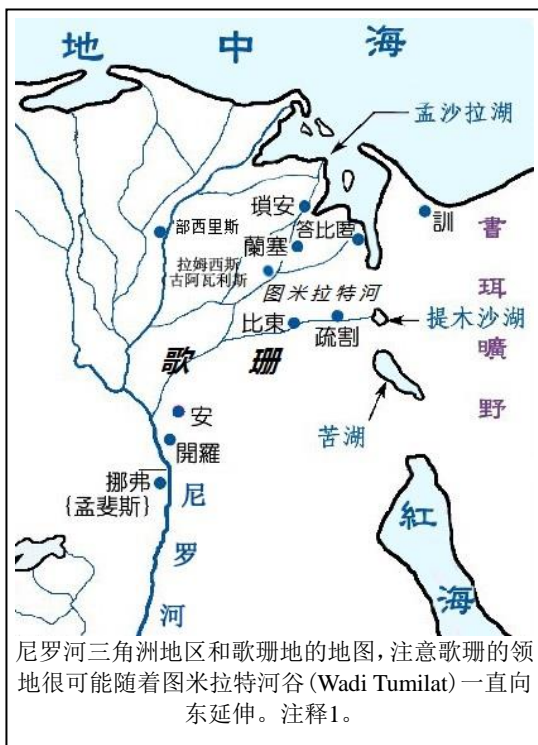 地 中 海
孟沙拉湖
瑣安
訓
部西里斯
答比匿
蘭塞
拉姆西斯
古阿瓦利斯
图米拉特河
比東
疏割
提木沙湖
歌 珊
書
珥
曠
野
安
苦湖
開羅
挪弗
{孟斐斯}
尼
罗
河
紅
海
尼罗河三角洲地区和歌珊地的地图，注意歌珊的领
地很可能随着图米拉特河谷(Wadi Tumilat)一直向
东延伸。注释1。